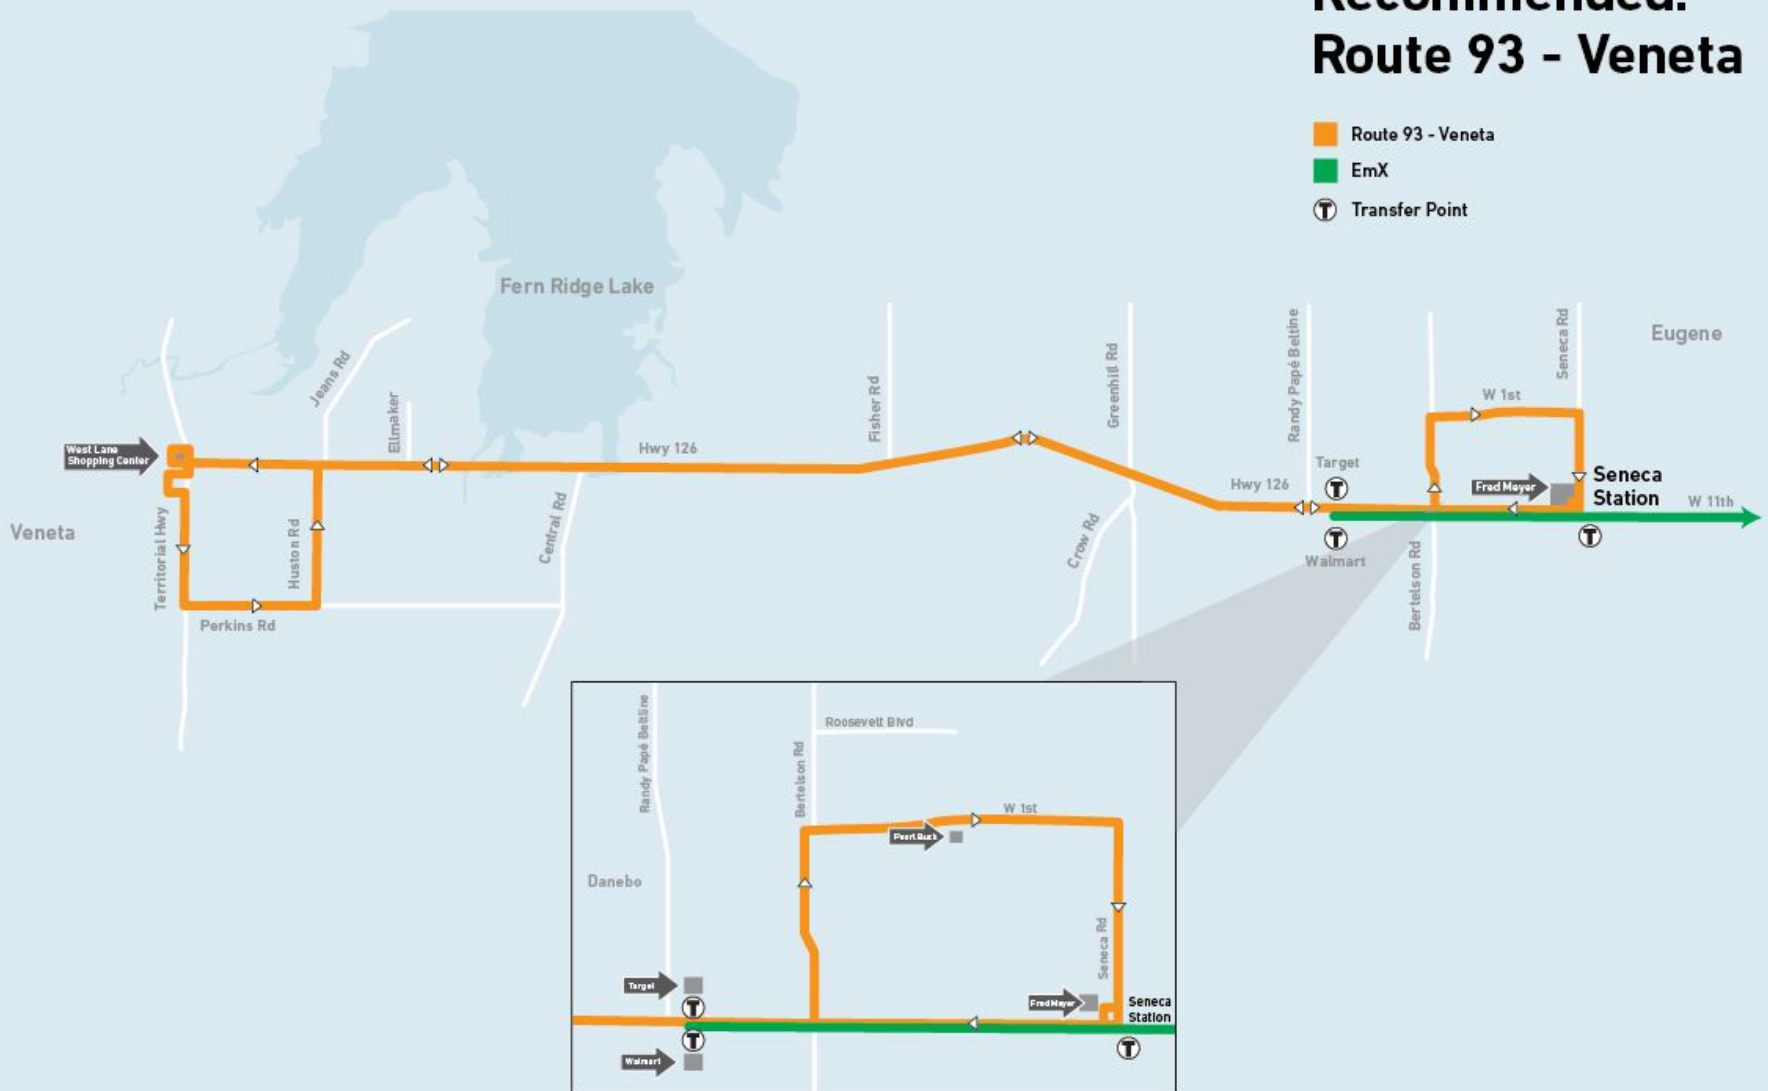 Recommended:
Route 93 - Veneta
Route 93 - Veneta
EmX
T Transfer Point
Fern Ridge Lake
Eugene
Jeans Rd
Ellmaker
Fisher Rd
Greenhill Rd
Randy Papé Beltine
Seneca Rd
W 1st
West Lane
Shopping Center
Hwy 126
Hwy 126
Target
T
Fred Meyer
Seneca
Station
W 11th
Veneta
Territorial Hwy
Huston Rd
Central Rd
Crow Rd
T
Walmart
T
Bertelson Rd
Perkins Rd
Randy Papé Beltline
Roosevelt Blvd
Bertelson Rd
W 1st
Pearl Buck
Danebo
Seneca Rd
Target
T
Fred Meyer
Seneca
Station
T
Walmart
T